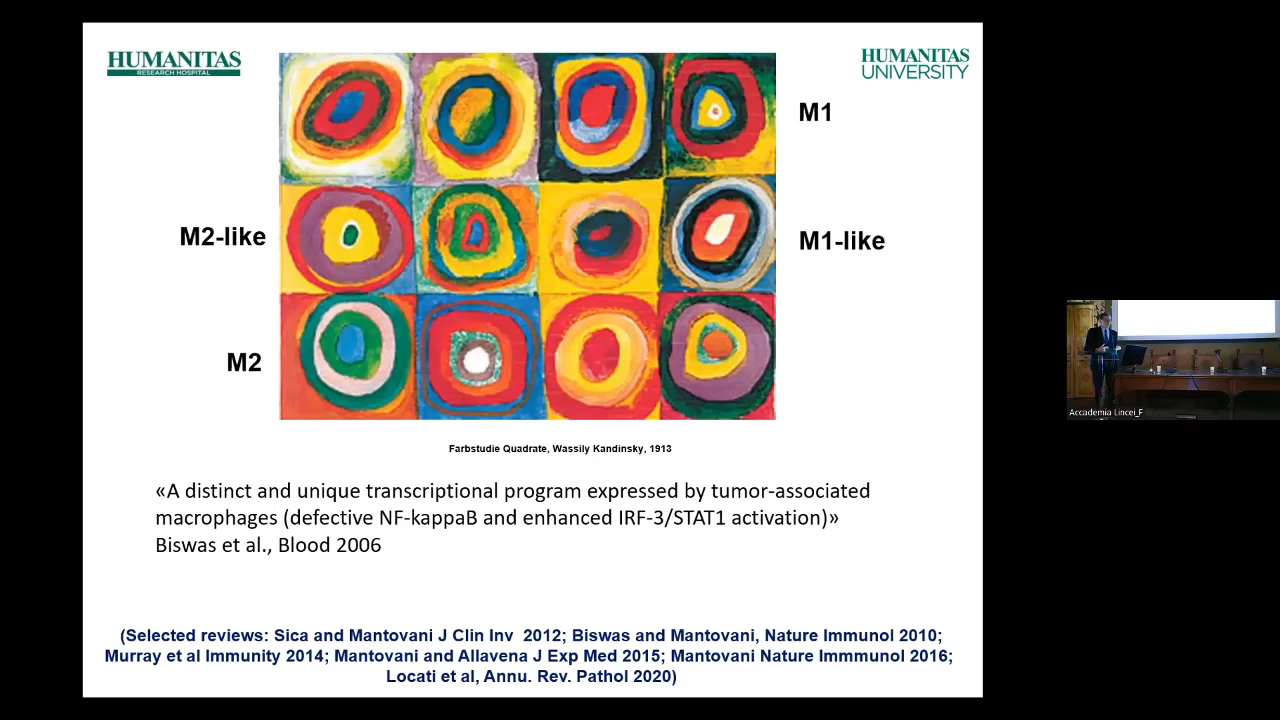 HUMANITAS
RESEARCH HOSPITAL
HUMANITAS
UNIVERSITY
M1
M2-like
M1-like
M2
Farbstudie Quadrate, Wassily Kandinsky, 1913
«A distinct and unique transcriptional program expressed by tumor-associated
macrophages (defective NF-kappaB and enhanced IRF-3/STAT1 activation)»
Biswas et al., Blood 2006
(Selected reviews: Sica and Mantovani J Clin Inv 2012; Biswas and Mantovani, Nature Immunol 2010;
Murray et al Immunity 2014; Mantovani and Allavena J Exp Med 2015; Mantovani Nature Immmunol 2016;
Locati et al, Annu. Rev. Pathol 2020)
Accademia Lincei_F